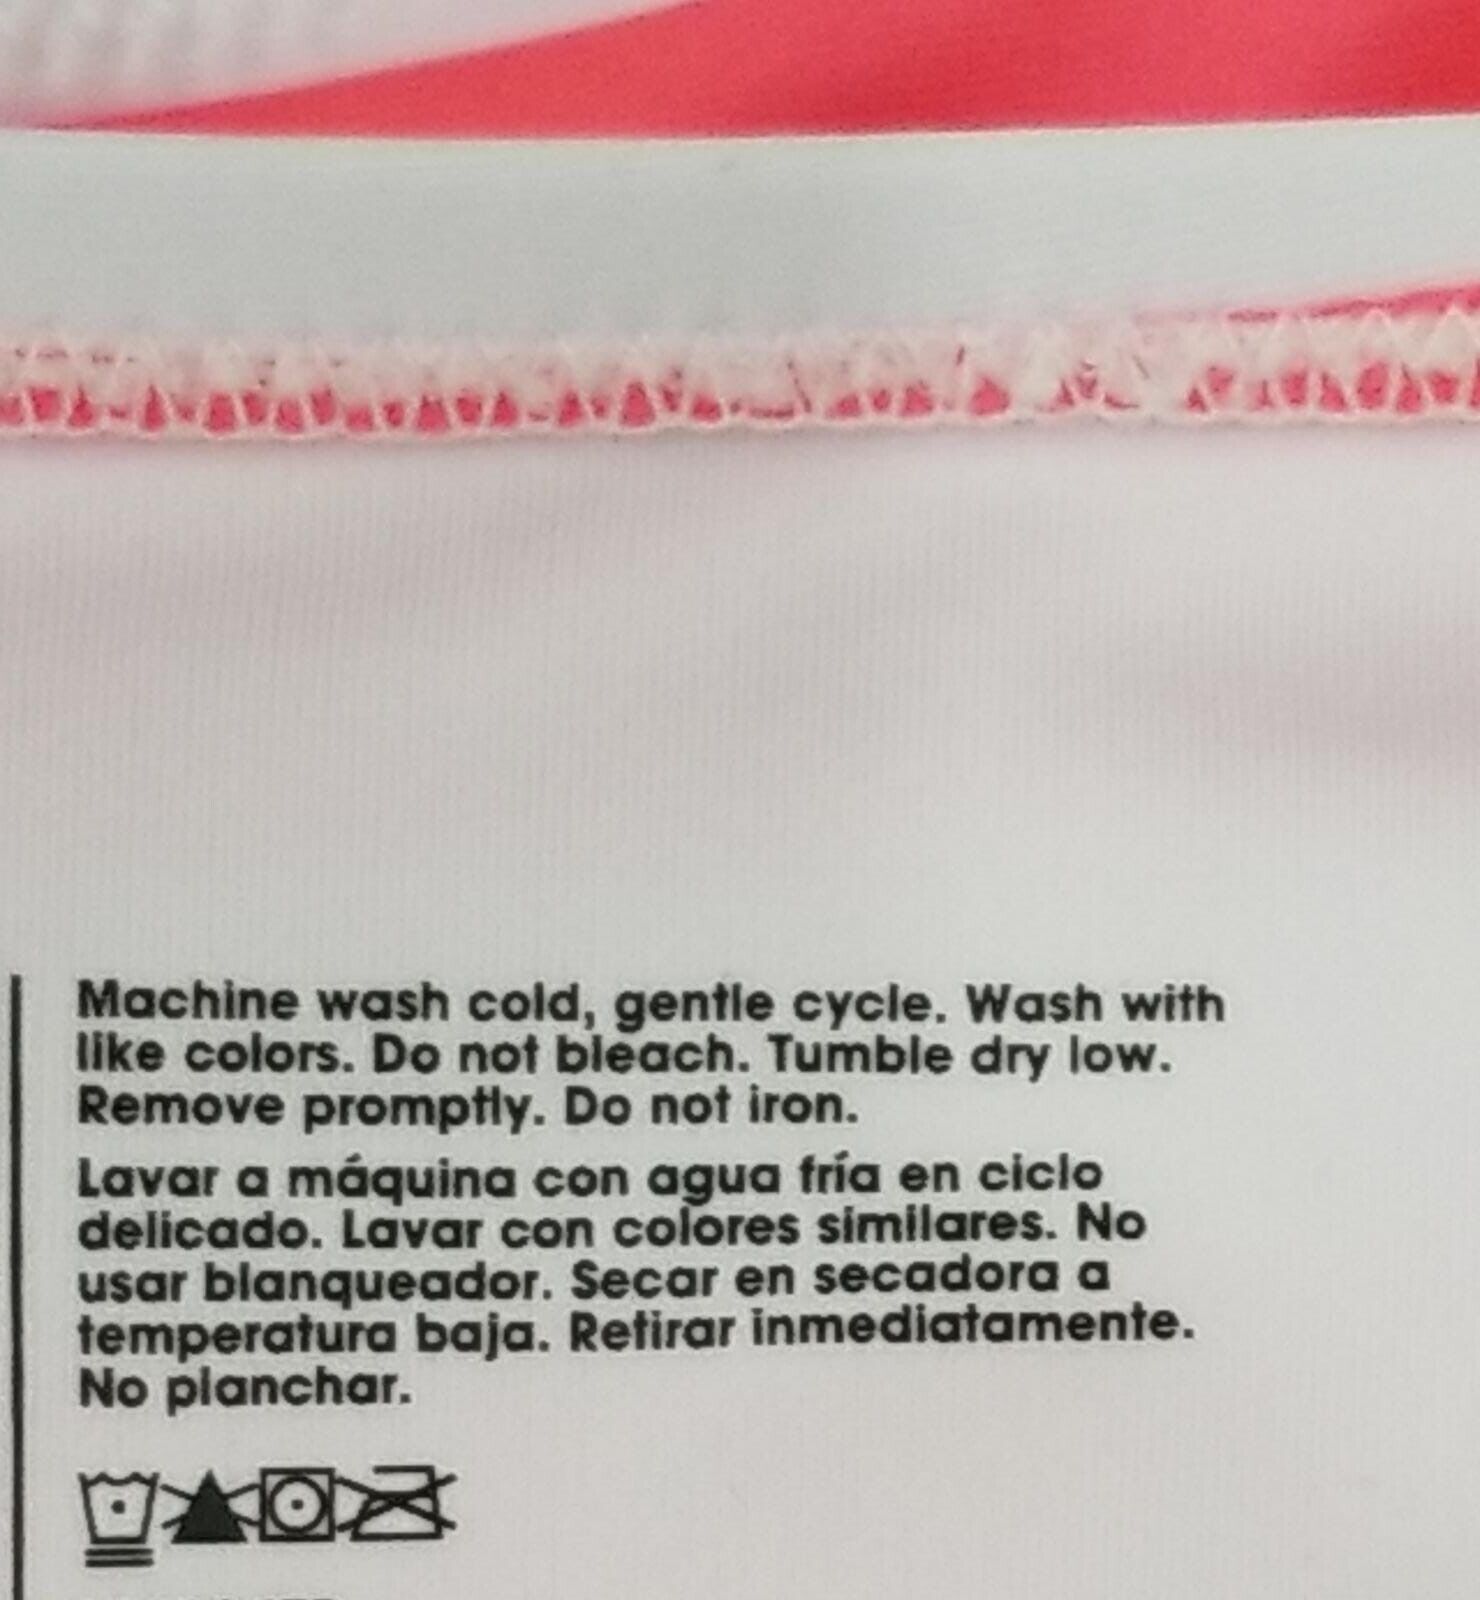 Machine wash cold, gentle cycle. Wash with
like colors. Do not bleach. Tumble dry low.
Remove promptly. Do not iron.
Lavar a máquina con agua fría en ciclo
delicado. Lavar con colores similares. No
usar blanqueador. Secar en secadora a
temperatura baja. Retirar inmediatamente.
No planchar.